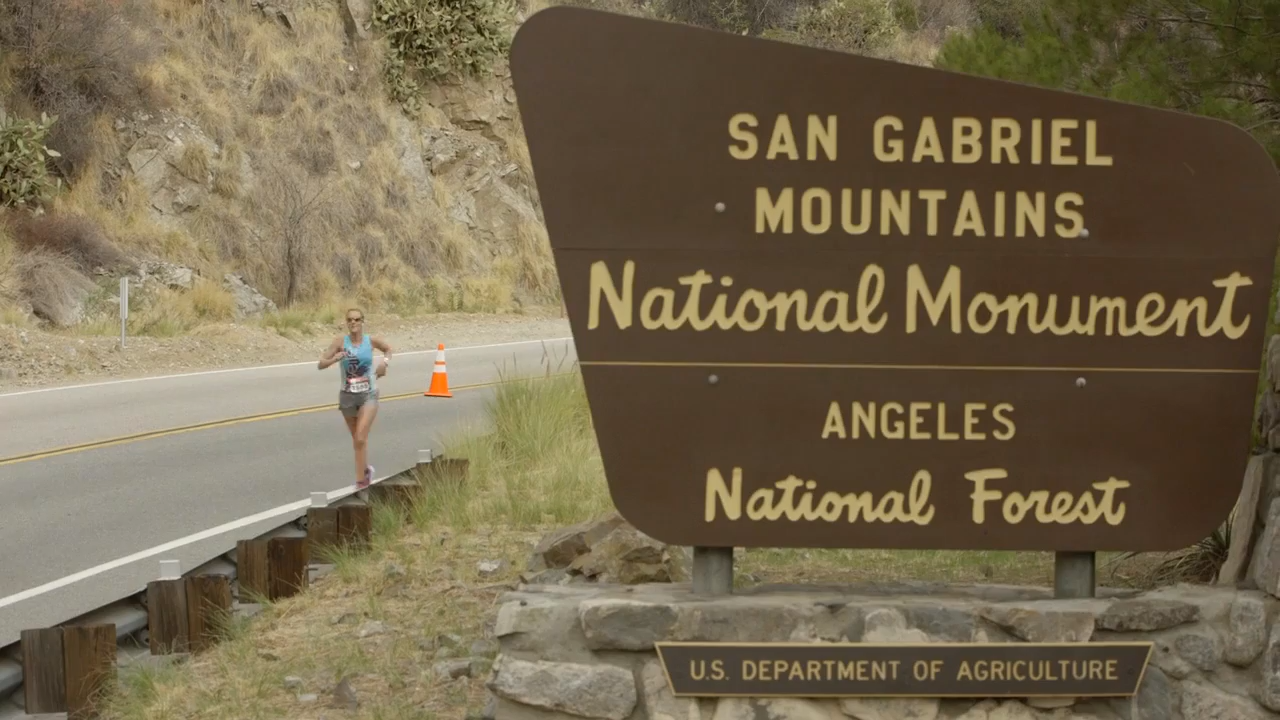 SAN GABRIEL
MOUNTAINS
National Monument
ANGELES
National Forest
U.S. DEPARTMENT OF AGRICULTURE